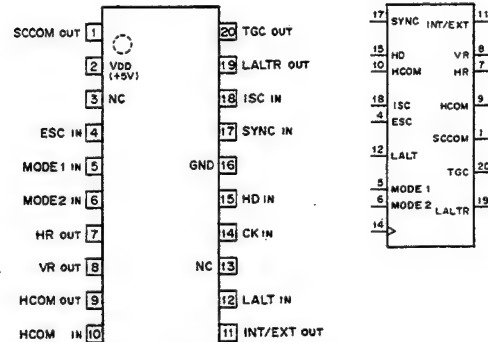 SCCOM OUT 1
20 TGC OUT
2 VDD (+5V)
19 LALTR OUT
3 NC
18 ISC IN
ESC IN 4
17 SYNC IN
MODE 1 IN 5
GND 16
MODE2 IN 6
15 HD IN
HR OUT 7
14 CK IN
VR OUT 8
NC 13
HCOM OUT 9
12 LALT IN
HCOM IN 10
11 INT/EXT OUT
17 SYNC
INT/EXT 11
15 HD
VR 8
10 HCOM
HR 7
18 ISC
HCOM 9
4 ESC
SCCOM 1
12 LALT
TGC 20
5 MODE 1
6 MODE 2
LALTR 19
14